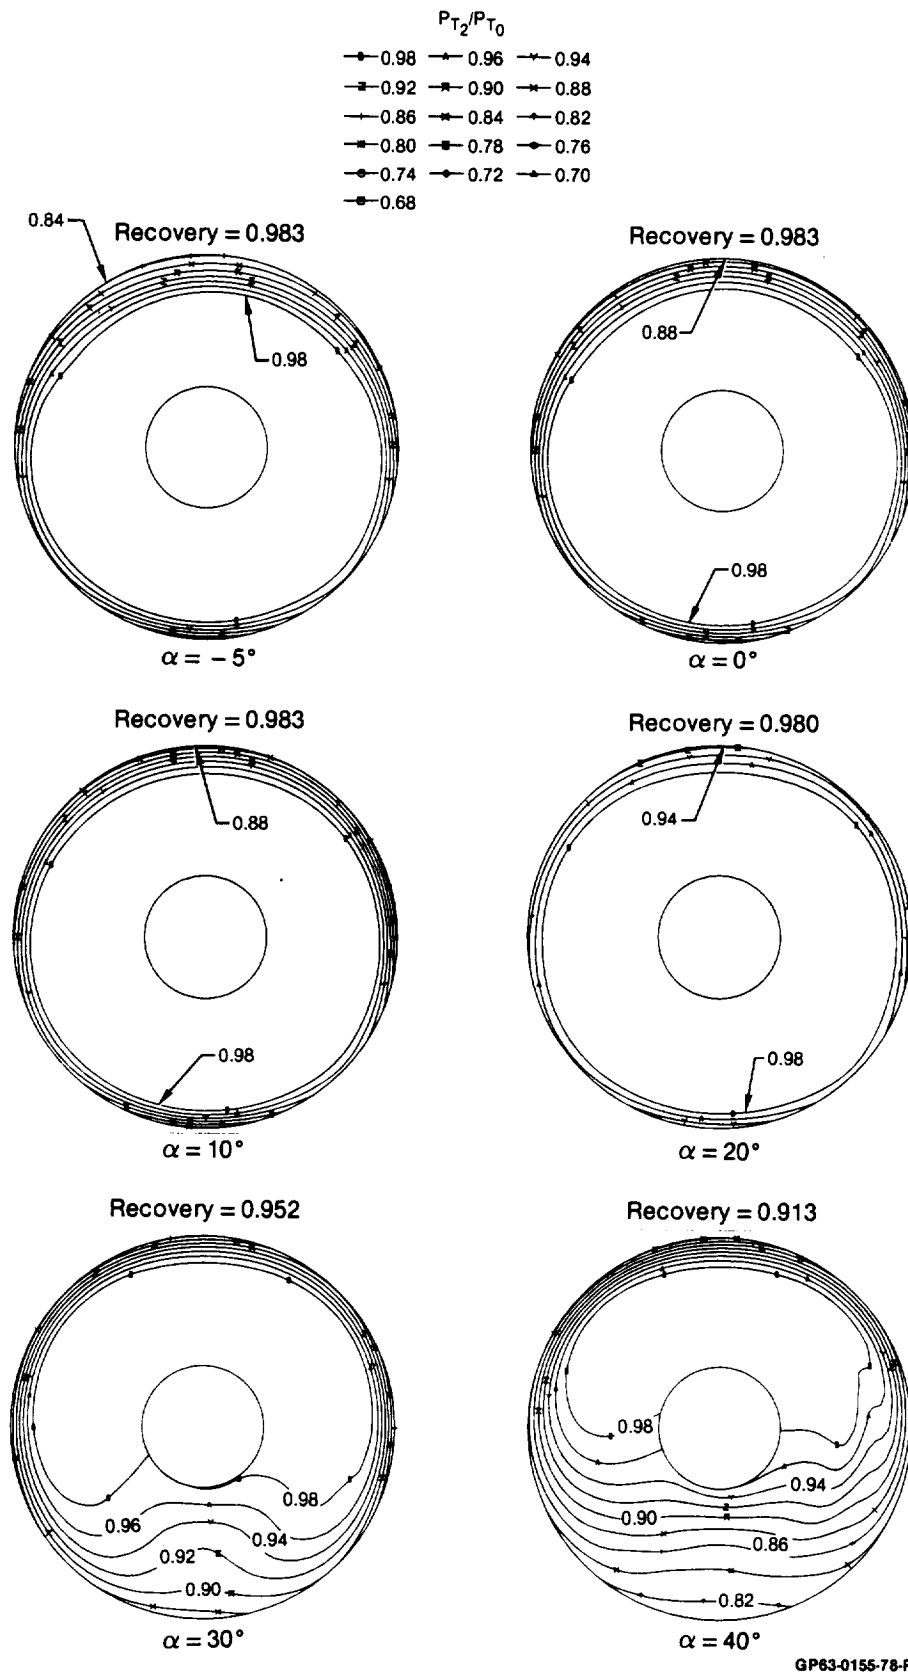 PT2/PT0
0.98 0.96 0.94
0.92 0.90 0.88
0.86 0.84 0.82
0.80 0.78 0.76
0.74 0.72 0.70
0.68
0.84
Recovery = 0.983
Recovery = 0.983
0.88
0.98
0.98
α = − 5°
α = 0°
Recovery = 0.983
Recovery = 0.980
0.88
0.94
0.98
0.98
α = 10°
α = 20°
Recovery = 0.952
Recovery = 0.913
0.98
0.98
0.94
0.96
0.94
0.90
0.92
0.86
0.90
0.82
α = 30°
α = 40°
GP63-0155-78-R